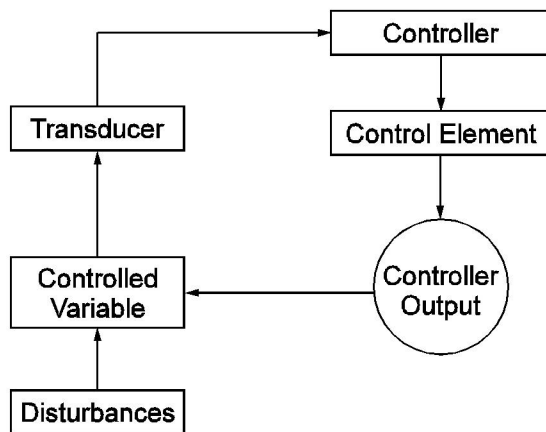 Controller
Transducer
Control Element
Controlled
Variable
Controller
Output
Disturbances